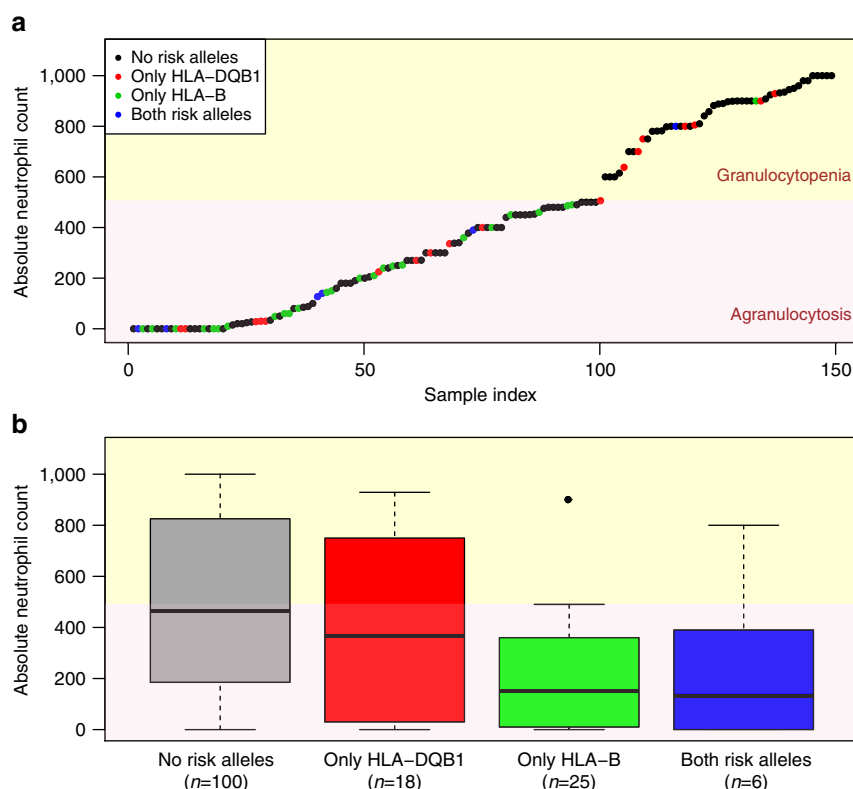 a
No risk alleles
Only HLA−DQB1
Only HLA−B
Both risk alleles
Absolute neutrophil count
1,000
800
600
400
200
0
Granulocytopenia
Agranulocytosis
0 50 100 150
Sample index
b
Absolute neutrophil count
1,000
800
600
400
200
0
No risk alleles Only HLA−DQB1 Only HLA−B Both risk alleles
(n=100) (n=18) (n=25) (n=6)